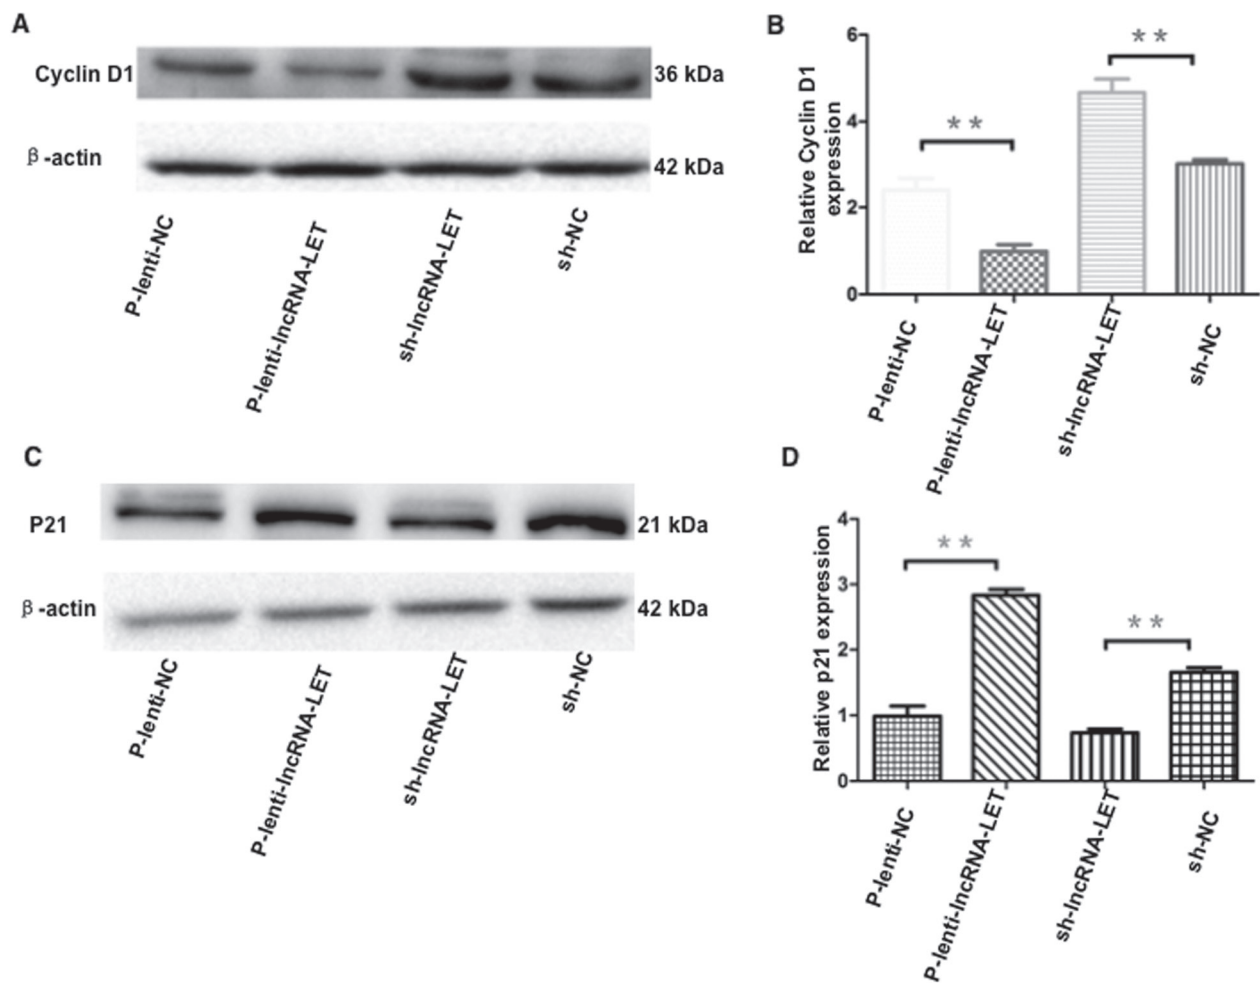 A
Cyclin D1
36 kDa
β-actin
42 kDa
P-lenti-NC
P-lenti-lncRNA-LET
sh-lncRNA-LET
sh-NC
B
Relative Cyclin D1
expression
6
4
2
0
* *
* *
P-lenti-NC
P-lenti-lncRNA-LET
sh-lncRNA-LET
sh-NC
C
P21
21 kDa
β-actin
42 kDa
P-lenti-NC
P-lenti-lncRNA-LET
sh-lncRNA-LET
sh-NC
D
Relative p21 expression
4
3
2
1
0
* *
* *
P-lenti-NC
P-lenti-lncRNA-LET
sh-lncRNA-LET
sh-NC